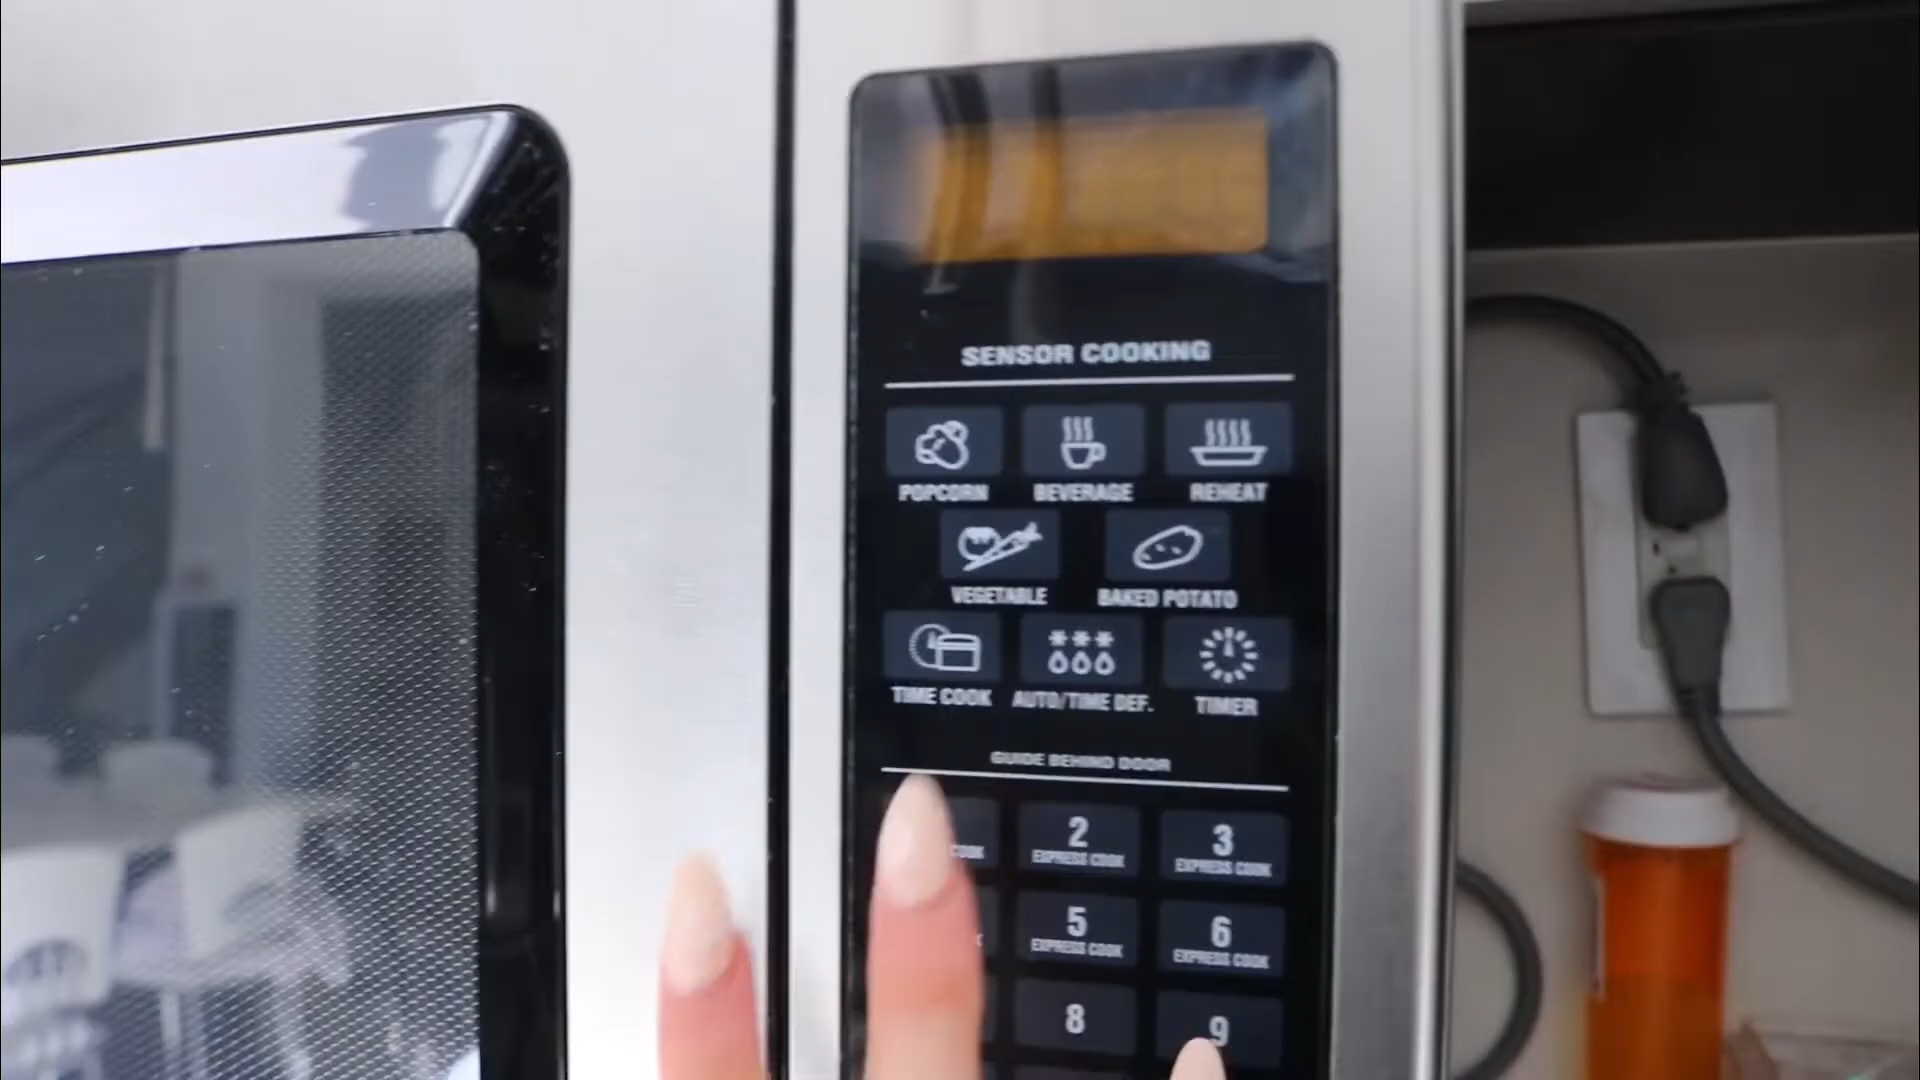 SENSOR COOKING
POPCORN BEVERAGE REHEAT
VEGETABLE BAKED POTATO
TIME COOK AUTO/TIME DEF. TIMER
GUIDE BEHIND DOOR
COOK
2 3
EXPRESS COOK EXPRESS COOK
5 6
EXPRESS COOK EXPRESS COOK
8 9